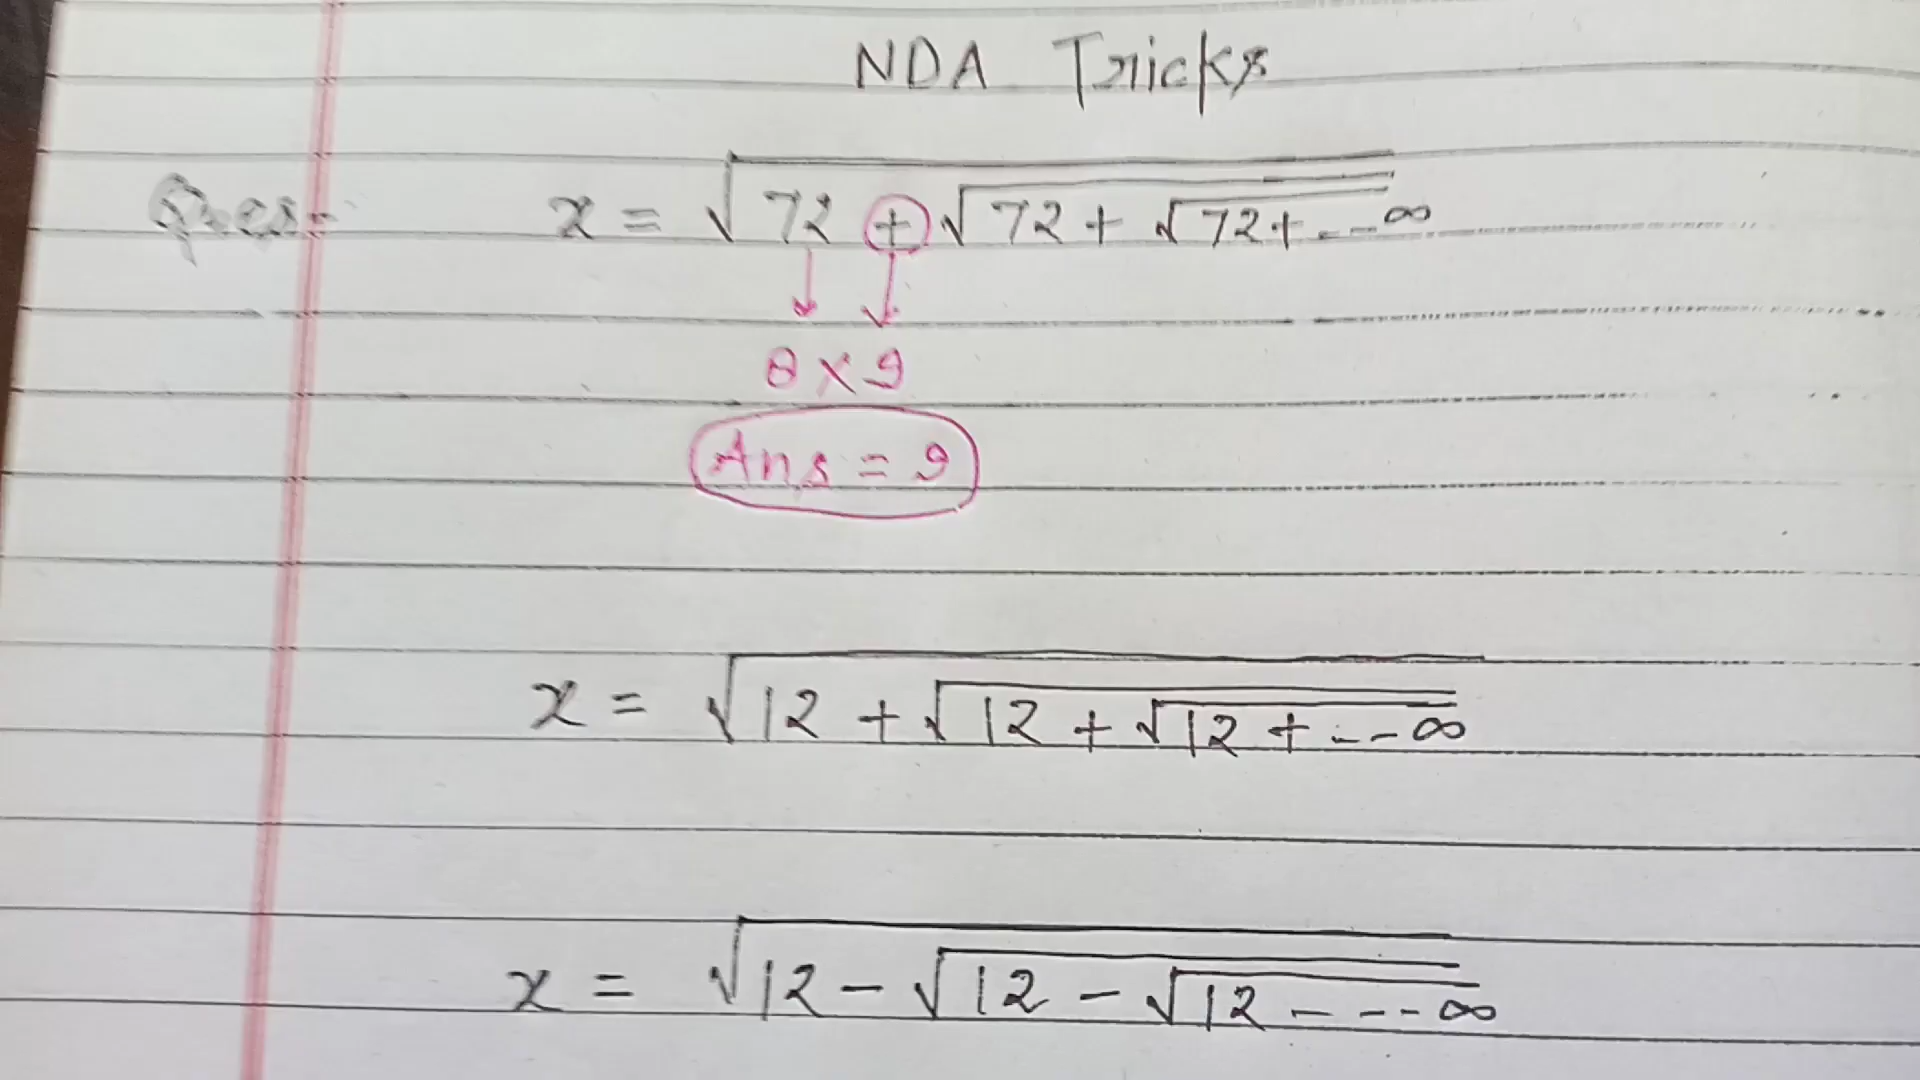 NDA Tricks
Ques= x = √72 + √72 + √72+ - -- ∞
8 × 9
Ans = 9
x = √12 + √12 + √12 + - -- ∞
x = √12 - √12 - √12 - - -- ∞